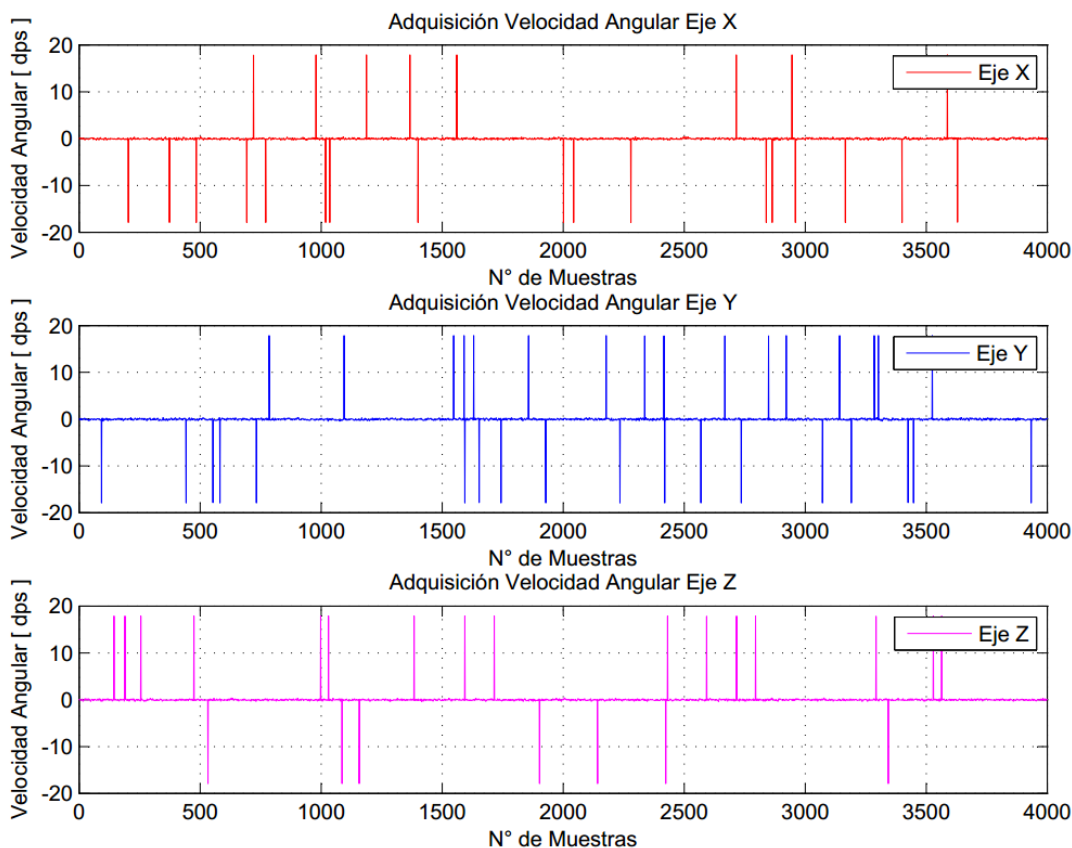 Adquisición Velocidad Angular Eje X
Velocidad Angular [ dps ]
20
10
0
-10
-20
Eje X
0 500 1000 1500 2000 2500 3000 3500 4000
N° de Muestras
Adquisición Velocidad Angular Eje Y
Velocidad Angular [ dps ]
20
10
0
-10
-20
Eje Y
0 500 1000 1500 2000 2500 3000 3500 4000
N° de Muestras
Adquisición Velocidad Angular Eje Z
Velocidad Angular [ dps ]
20
10
0
-10
-20
Eje Z
0 500 1000 1500 2000 2500 3000 3500 4000
N° de Muestras